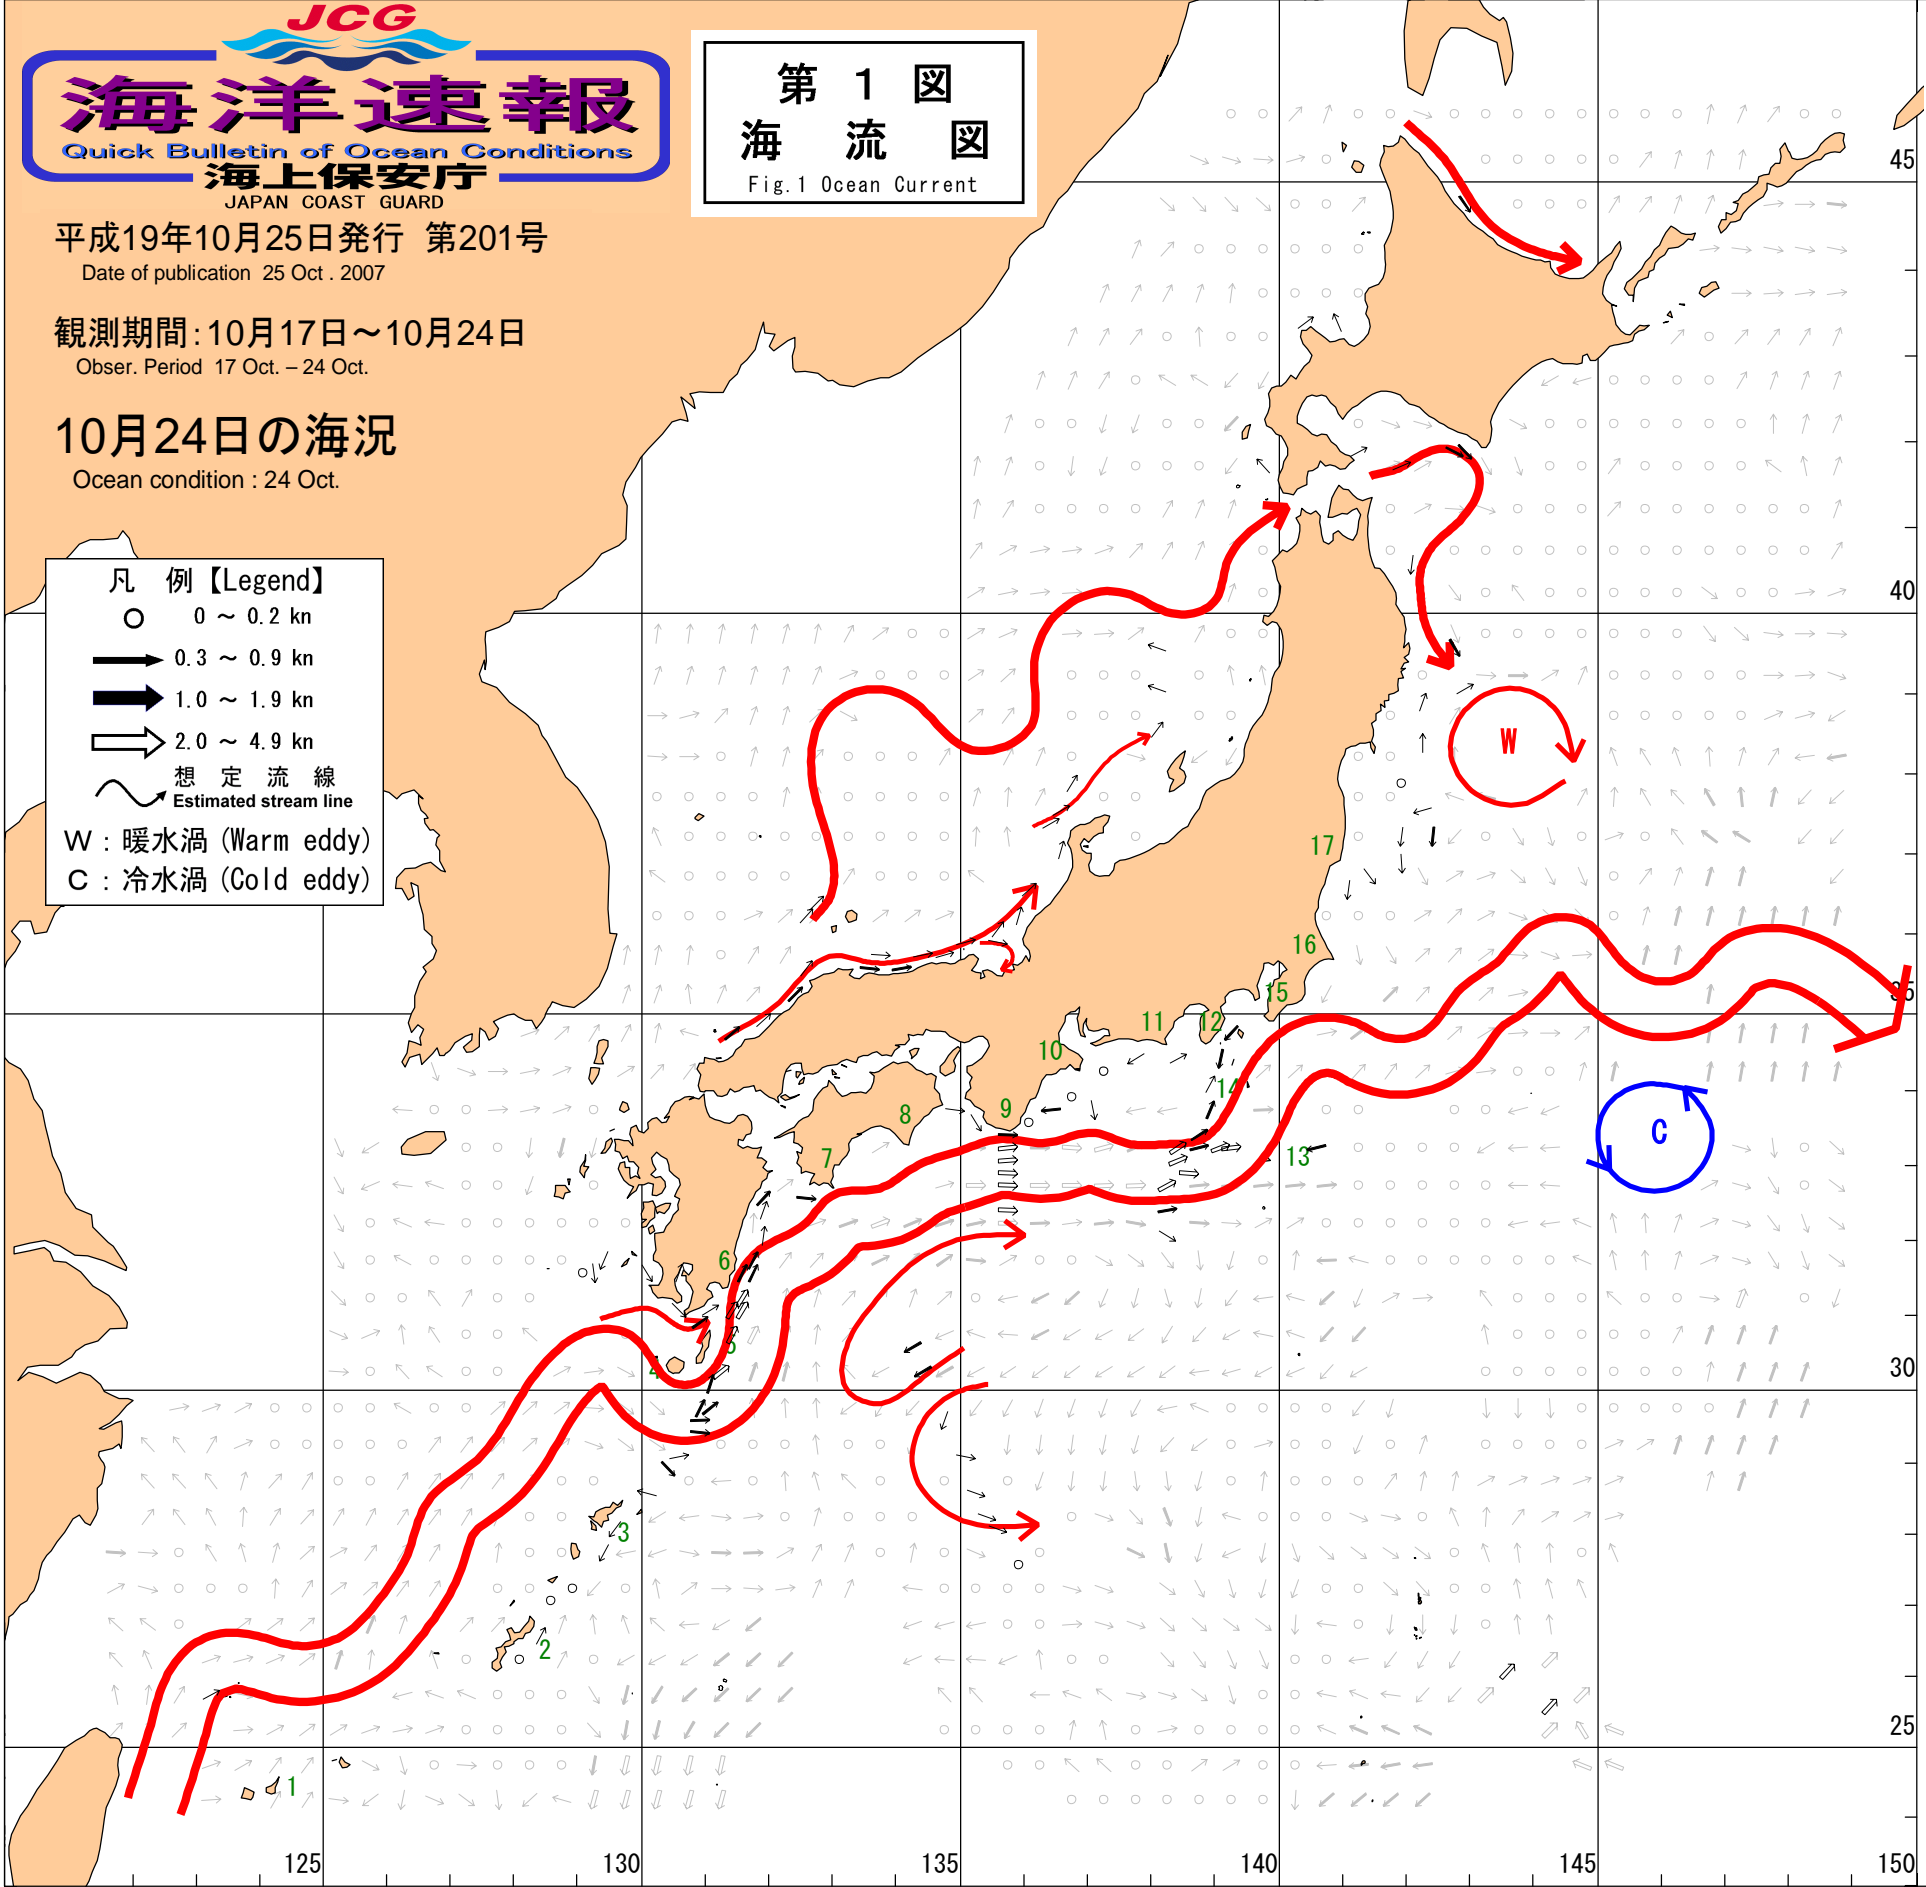 JCG
海洋速報
Quick Bulletin of Ocean Conditions
海上保安庁
JAPAN COAST GUARD
平成19年10月25日発行 第201号
Date of publication 25 Oct . 2007
観測期間:10月17日～10月24日
Obser. Period 17 Oct. – 24 Oct.
10月24日の海況
Ocean condition : 24 Oct.
第 1 図
海 流 図
Fig.1 Ocean Current
凡 例【Legend】
0 ～ 0.2 kn
0.3 ～ 0.9 kn
1.0 ～ 1.9 kn
2.0 ～ 4.9 kn
想 定 流 線
Estimated stream line
W : 暖水渦 (Warm eddy)
C : 冷水渦 (Cold eddy)
45
40
W
17
16
35
15
12
11
10
14
9
8
C
13
7
6
5
4
30
3
2
25
1
125
130
135
140
145
150